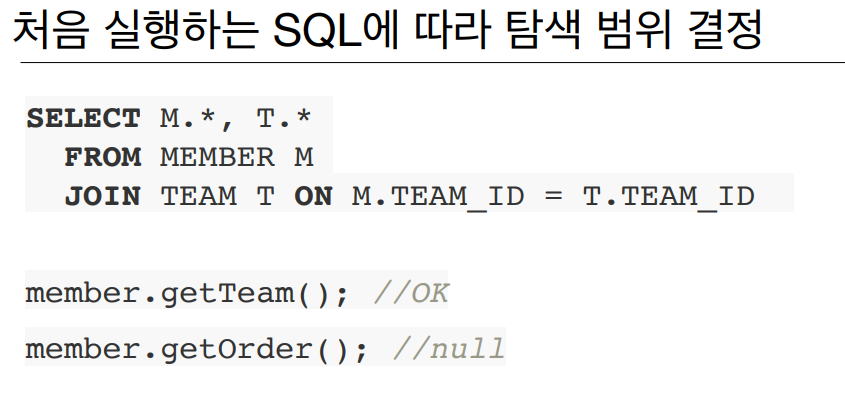 처음 실행하는 SQL에 따라 탐색 범위 결정
SELECT M.*, T.*
FROM MEMBER M
JOIN TEAM T ON M.TEAM_ID = T.TEAM_ID
member.getTeam(); //OK
member.getOrder(); //null